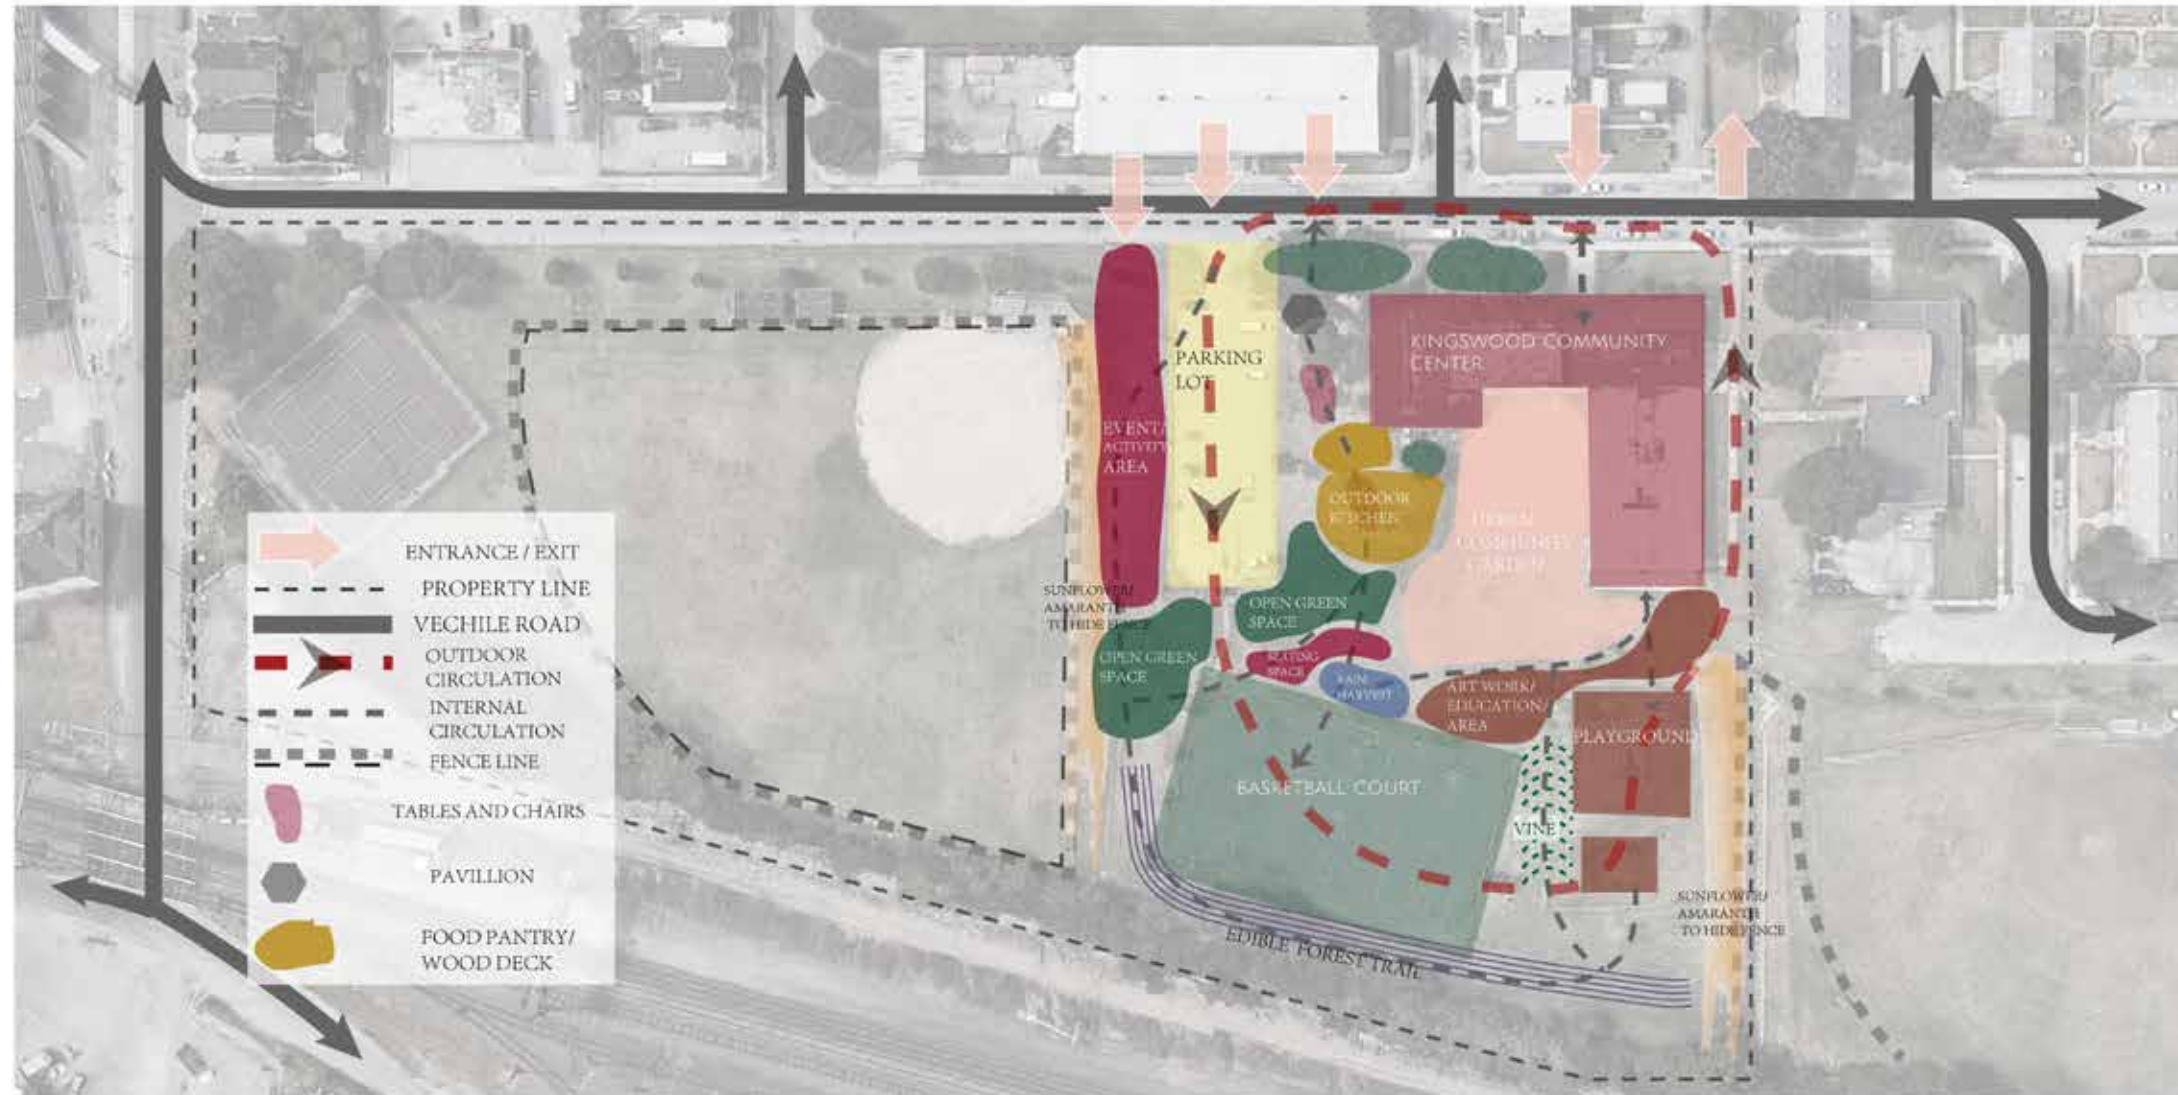 KINGSWOOD COMMUNITY
CENTER
PARKING
LOT
EVENT/
ACTIVITY
AREA
OUTDOOR
KITCHEN
URBAN
COMMUNITY
GARDEN
ENTRANCE / EXIT
PROPERTY LINE
VECHILE ROAD
OUTDOOR
CIRCULATION
INTERNAL
CIRCULATION
FENCE LINE
TABLES AND CHAIRS
PAVILLION
FOOD PANTRY/
WOOD DECK
SUNFLOWER/
AMARANTH
TO HIDE FENCE
OPEN GREEN
SPACE
OPEN GREEN
SPACE
SEATING
SPACE
RAIN
HARVEST
ART WORK/
EDUCATION/
AREA
PLAYGROUND
BASKETBALL COURT
VINE
SUNFLOWER/
AMARANTH
TO HIDE FENCE
EDIBLE FOREST TRAIL